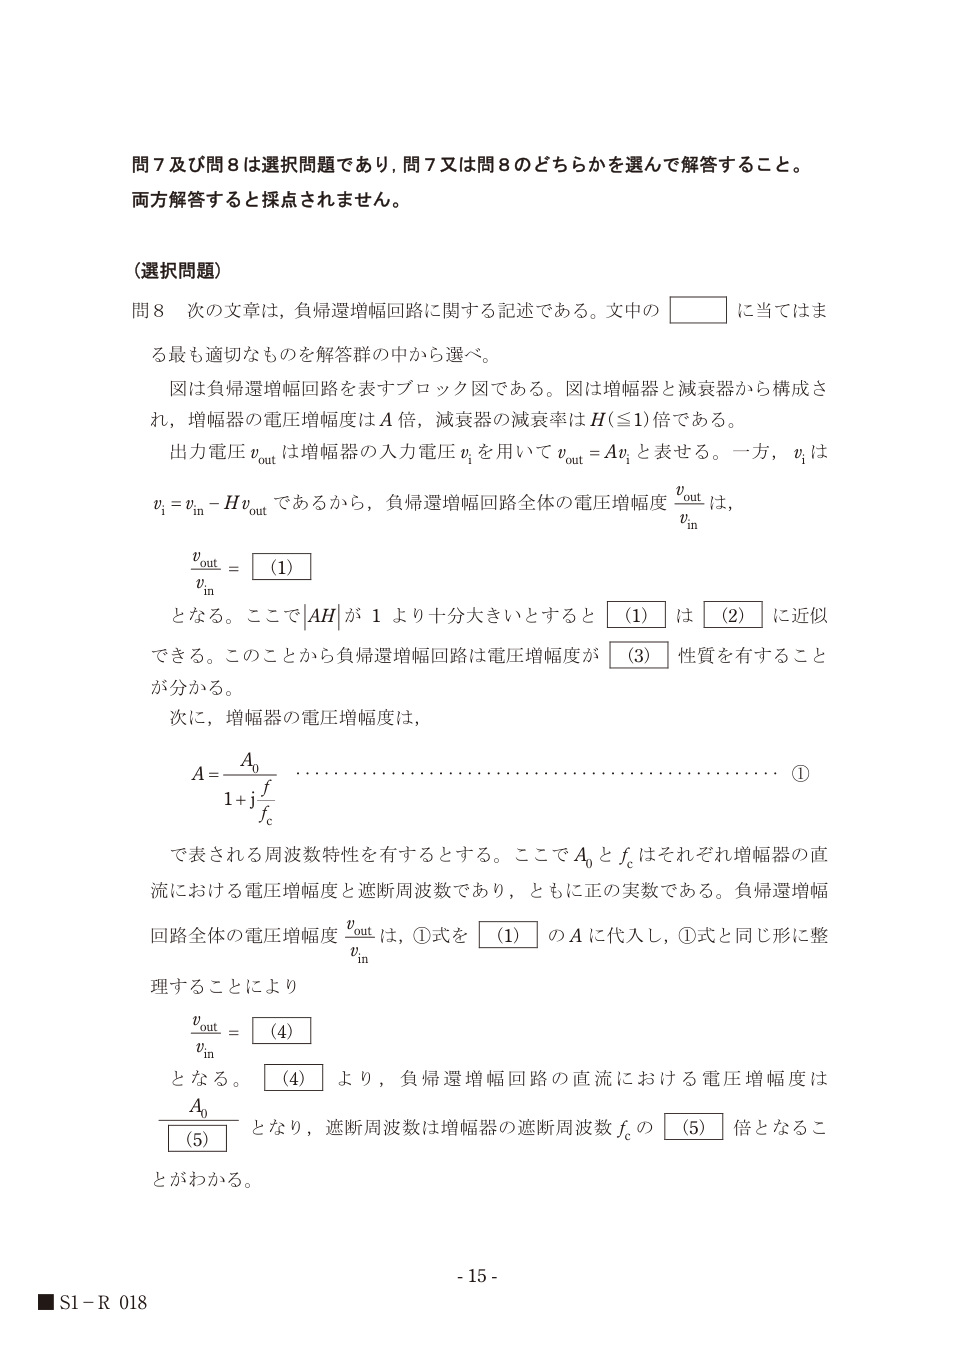 問７及び問８は選択問題であり，問７又は問８のどちらかを選んで解答すること。
両方解答すると採点されません。
（選択問題）
問８　次の文章は，負帰還増幅回路に関する記述である。文中の　　　に当てはま
る最も適切なものを解答群の中から選べ。
図は負帰還増幅回路を表すブロック図である。図は増幅器と減衰器から構成さ
れ，増幅器の電圧増幅度は A 倍，減衰器の減衰率は H(≦1)倍である。
出力電圧 v_out は増幅器の入力電圧 v_i を用いて v_out = Av_i と表せる。一方，v_i は
v_i = v_in − Hv_out であるから，負帰還増幅回路全体の電圧増幅度 v_out/v_in は，
v_out/v_in = （1）
となる。ここで|AH|が 1 より十分大きいとすると （1） は （2） に近似
できる。このことから負帰還増幅回路は電圧増幅度が （3） 性質を有すること
が分かる。
次に，増幅器の電圧増幅度は，
A = A_0/(1 + j f/f_c) ‥‥‥‥‥‥‥‥‥‥‥‥‥‥‥‥‥‥‥‥‥‥‥‥ ①
で表される周波数特性を有するとする。ここで A_0 と f_c はそれぞれ増幅器の直
流における電圧増幅度と遮断周波数であり，ともに正の実数である。負帰還増幅
回路全体の電圧増幅度 v_out/v_in は，①式を （1） の A に代入し，①式と同じ形に整
理することにより
v_out/v_in = （4）
となる。 （4） より，負帰還増幅回路の直流における電圧増幅度は
A_0/（5） となり，遮断周波数は増幅器の遮断周波数 f_c の （5） 倍となるこ
とがわかる。
- 15 -
■ S1－R 018